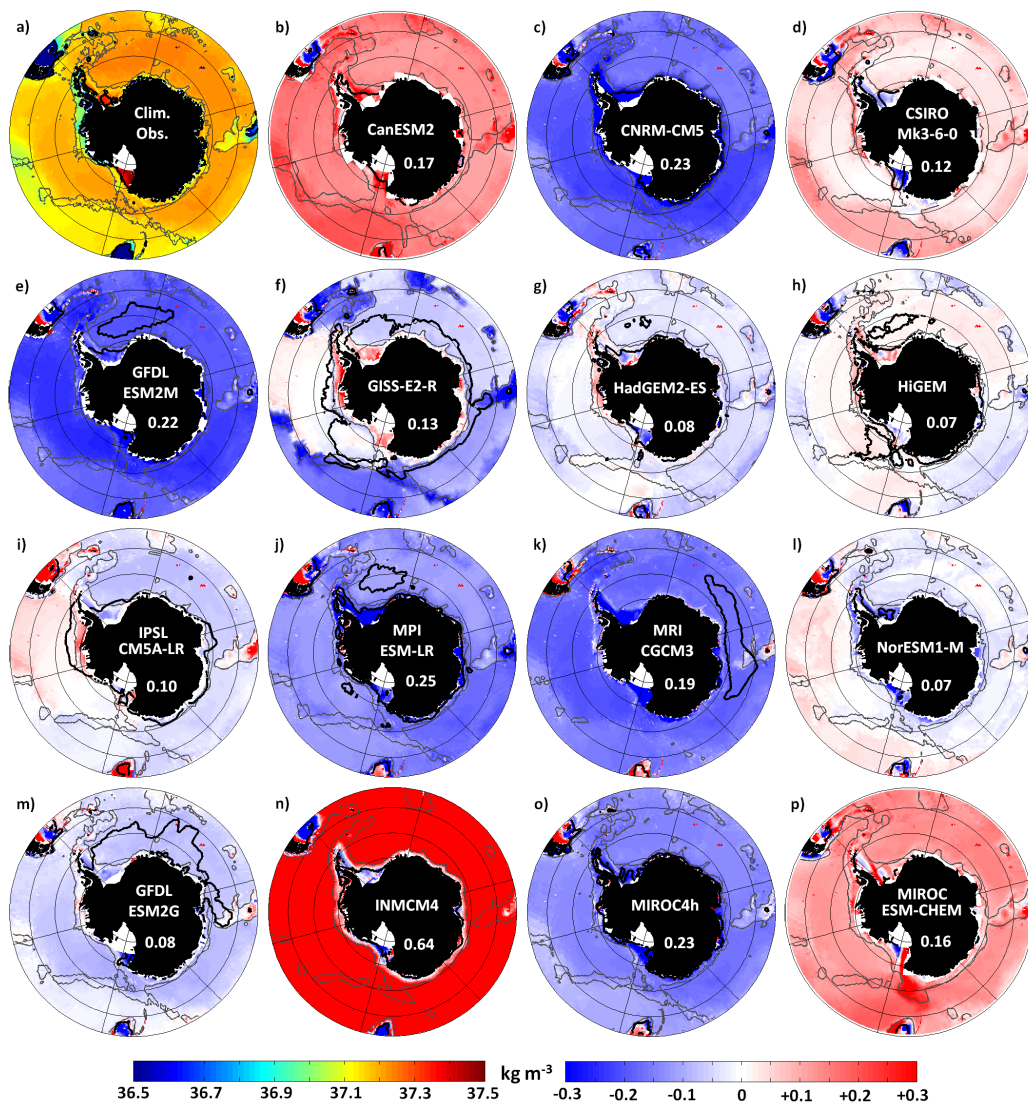 a)
Clim.
Obs.
b)
CanESM2
0.17
c)
CNRM-CM5
0.23
d)
CSIRO
Mk3-6-0
0.12
e)
GFDL
ESM2M
0.22
f)
GISS-E2-R
0.13
g)
HadGEM2-ES
0.08
h)
HiGEM
0.07
i)
IPSL
CM5A-LR
0.10
j)
MPI
ESM-LR
0.25
k)
MRI
CGCM3
0.19
l)
NorESM1-M
0.07
m)
GFDL
ESM2G
0.08
n)
INMCM4
0.64
o)
MIROC4h
0.23
p)
MIROC
ESM-CHEM
0.16
36.5 36.7 36.9 37.1 37.3 37.5
kg m⁻³
-0.3 -0.2 -0.1 0 +0.1 +0.2 +0.3